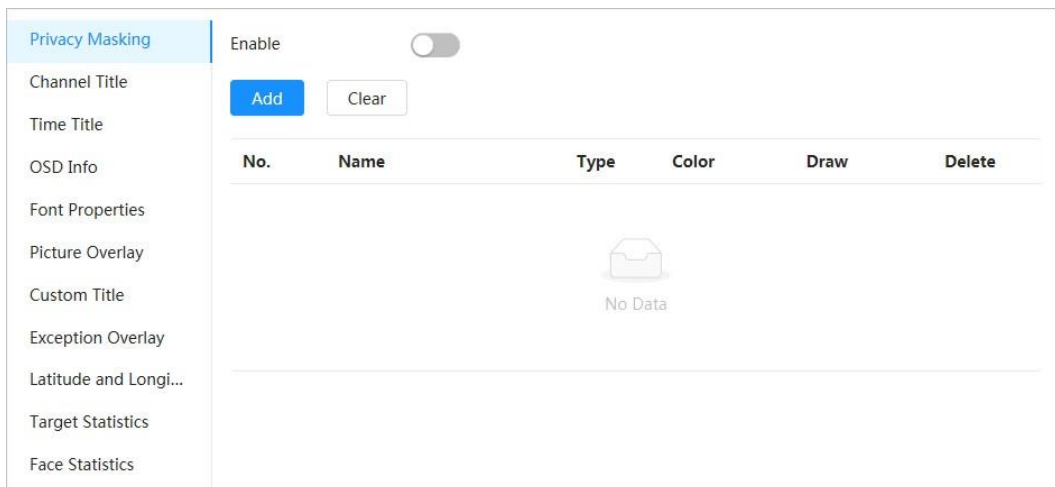 Privacy Masking
Channel Title
Time Title
OSD Info
Font Properties
Picture Overlay
Custom Title
Exception Overlay
Latitude and Longi...
Target Statistics
Face Statistics
Enable
Add Clear
No. Name Type Color Draw Delete
No Data